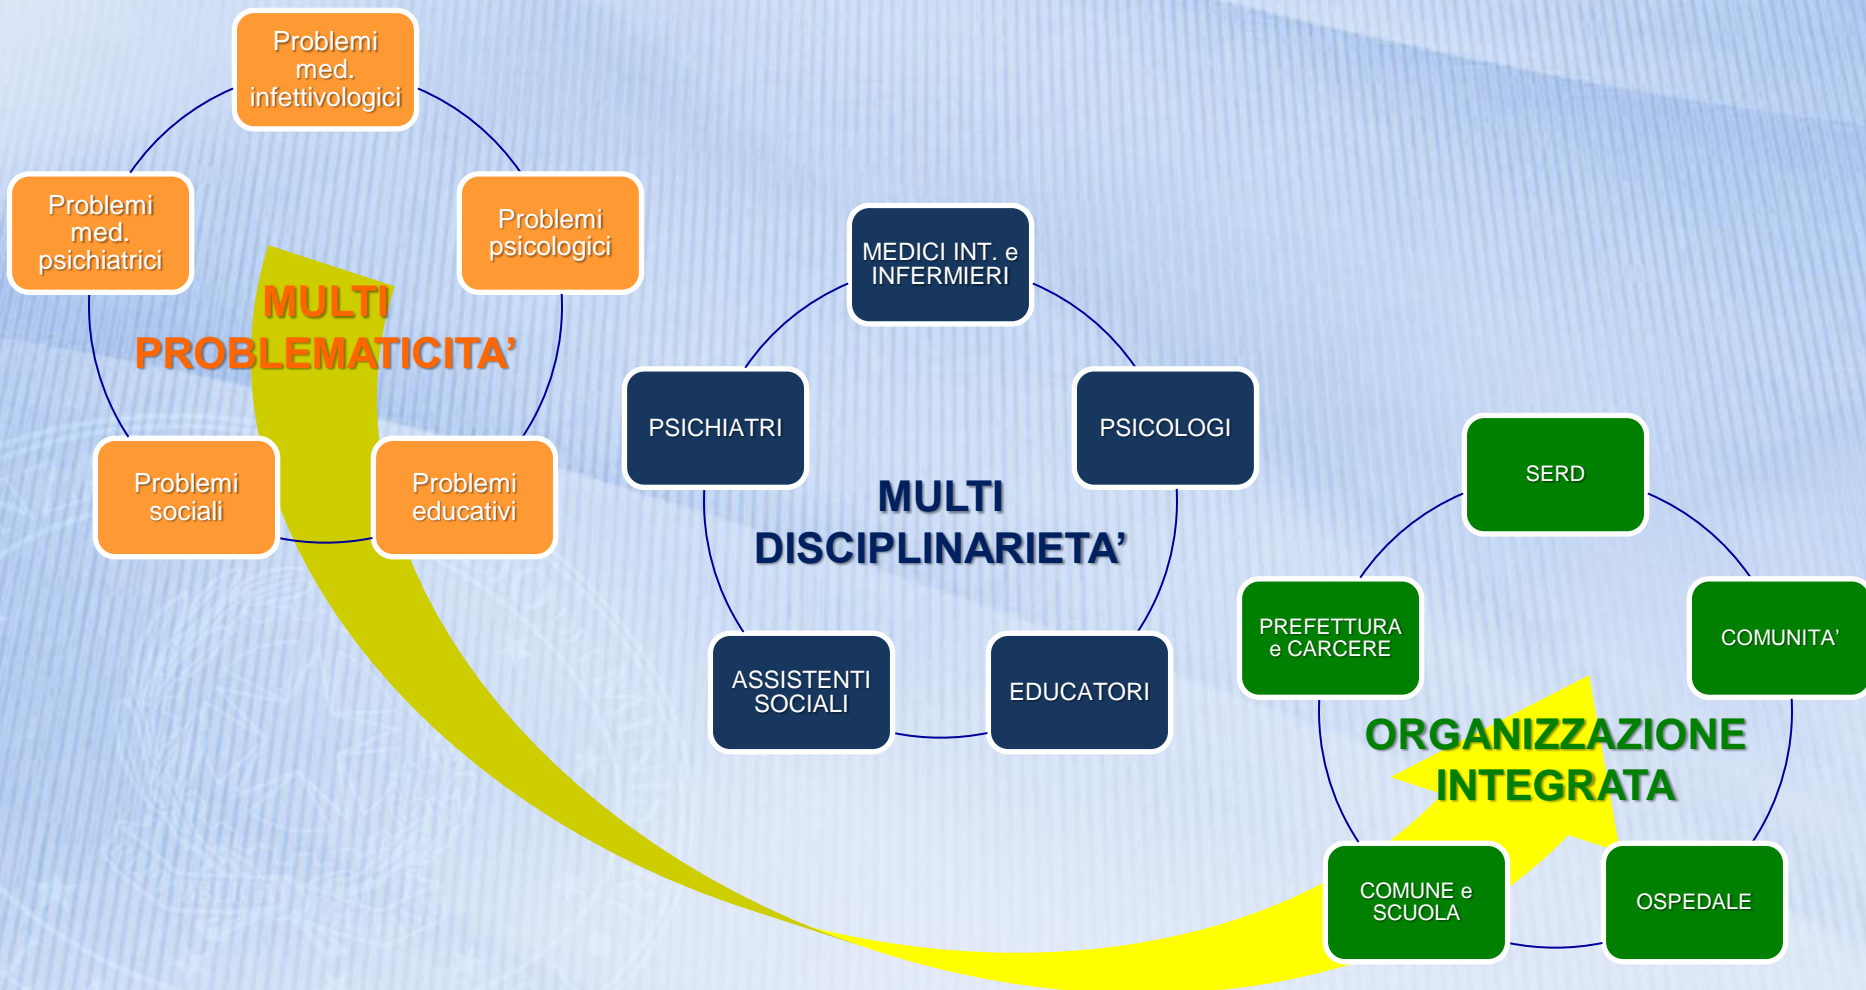 Problemi
med.
infettivologici
Problemi
med.
psichiatrici
Problemi
psicologici
MULTI
PROBLEMATICITA’
Problemi
sociali
Problemi
educativi
MEDICI INT. e
INFERMIERI
PSICHIATRI
PSICOLOGI
MULTI
DISCIPLINARIETA’
ASSISTENTI
SOCIALI
EDUCATORI
SERD
PREFETTURA
e CARCERE
COMUNITA’
ORGANIZZAZIONE
INTEGRATA
COMUNE e
SCUOLA
OSPEDALE